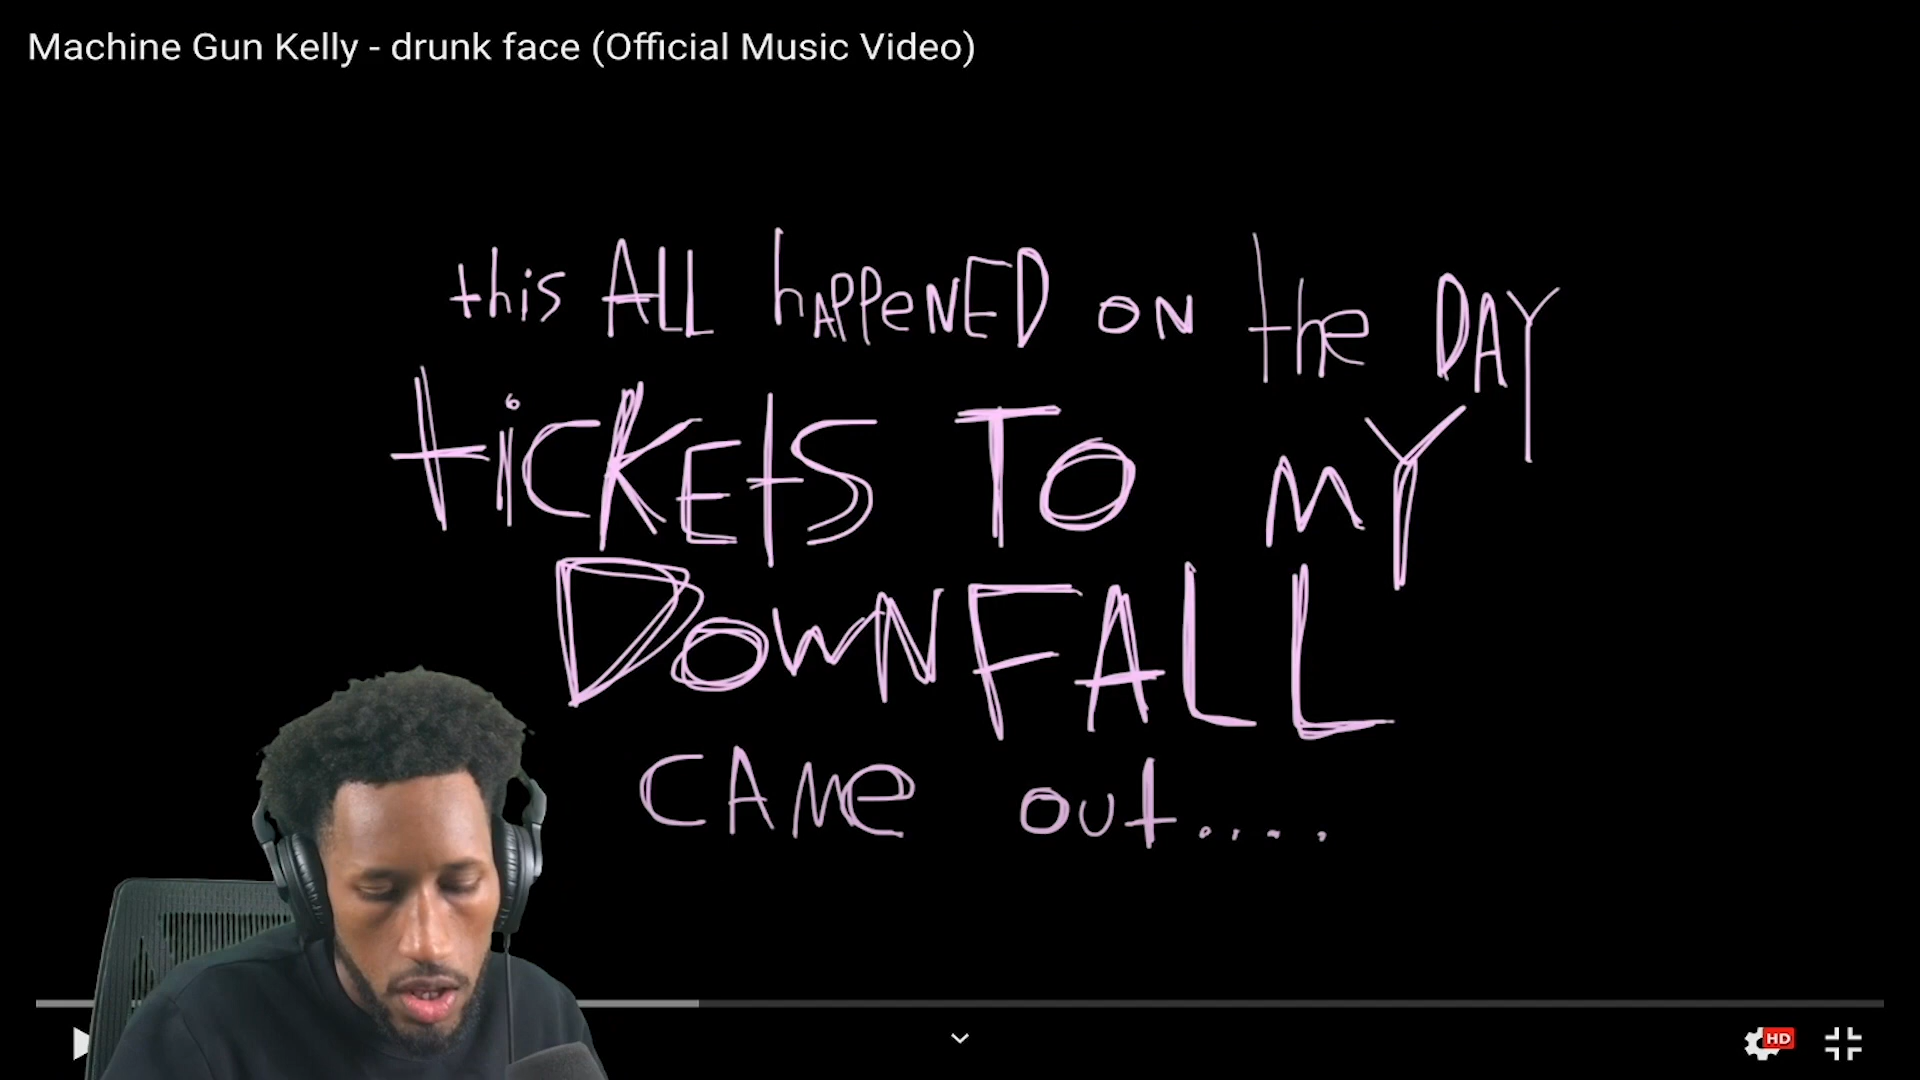 Machine Gun Kelly - drunk face (Official Music Video)
this ALL hAPPeNED ON the DAY
tiCKEtS TO MY
DOwNFALL
CAMe out....
HD